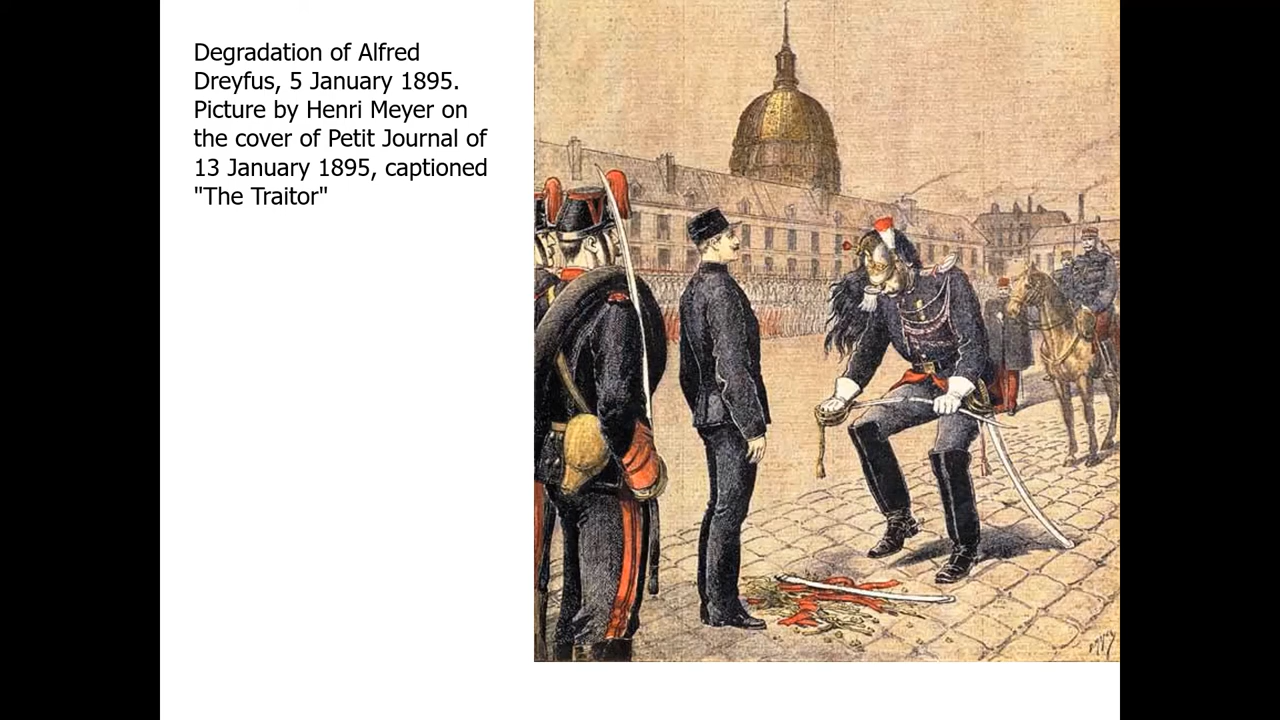 Degradation of Alfred
Dreyfus, 5 January 1895.
Picture by Henri Meyer on
the cover of Petit Journal of
13 January 1895, captioned
"The Traitor"